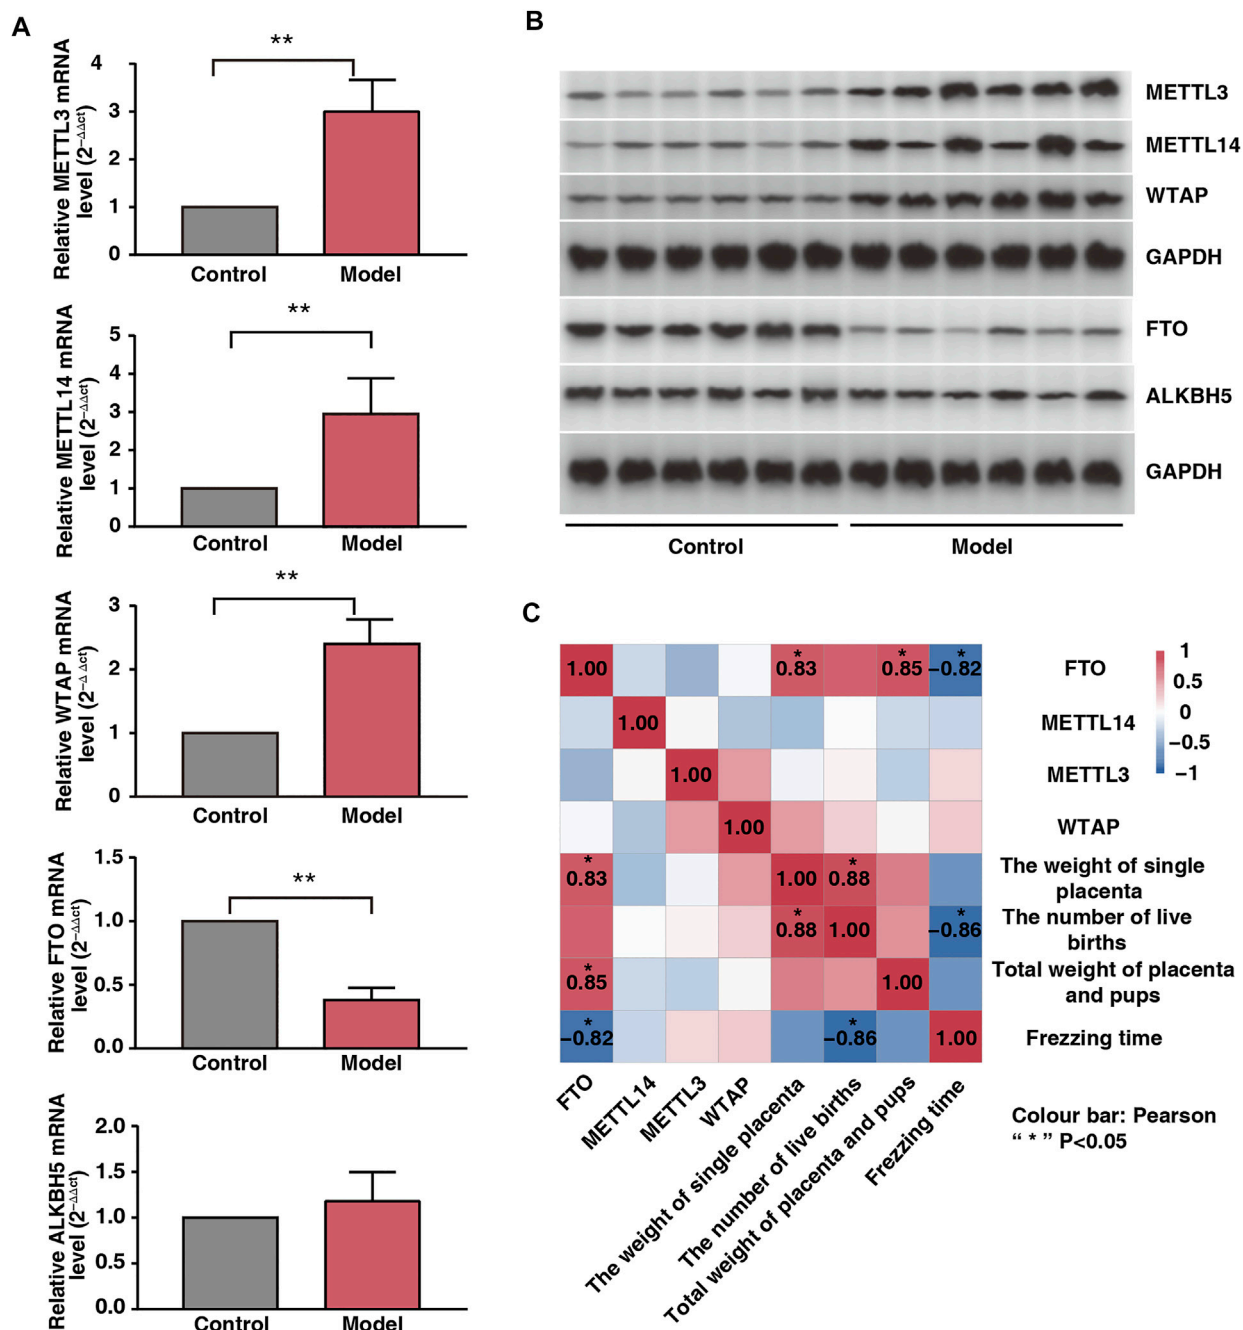 A
Relative METTL3 mRNA
level (2−ΔΔct)
**
4
3
2
1
0
Control Model
Relative METTL14 mRNA
level (2−ΔΔct)
**
5
4
3
2
1
0
Control Model
Relative WTAP mRNA
level (2−ΔΔct)
**
3
2
1
0
Control Model
Relative FTO mRNA
level (2−ΔΔct)
**
1.5
1.0
0.5
0.0
Control Model
Relative ALKBH5 mRNA
level (2−ΔΔct)
2.0
1.5
1.0
0.5
0.0
Control Model
B
METTL3
METTL14
WTAP
GAPDH
FTO
ALKBH5
GAPDH
Control Model
C
1.00 * 0.83 * 0.85 * −0.82 FTO
1.00 METTL14
1.00 METTL3
1.00 WTAP
* 0.83 1.00 * 0.88 The weight of single
placenta
* 0.88 1.00 * −0.86 The number of live
births
* 0.85 1.00 Total weight of placenta
and pups
* −0.82 * −0.86 1.00 Frezzing time
1
0.5
0
−0.5
−1
FTO
METTL14
METTL3
WTAP
The weight of single placenta
The number of live births
Total weight of placenta and pups
Frezzing time
Colour bar: Pearson
“ * ” P<0.05